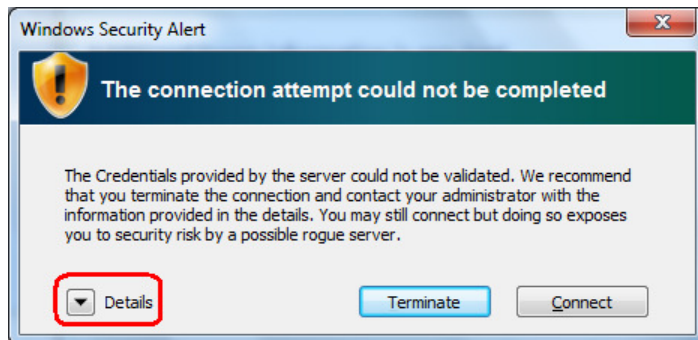 Windows Security Alert
The connection attempt could not be completed
The Credentials provided by the server could not be validated. We recommend
that you terminate the connection and contact your administrator with the
information provided in the details. You may still connect but doing so exposes
you to security risk by a possible rogue server.
Details Terminate Connect